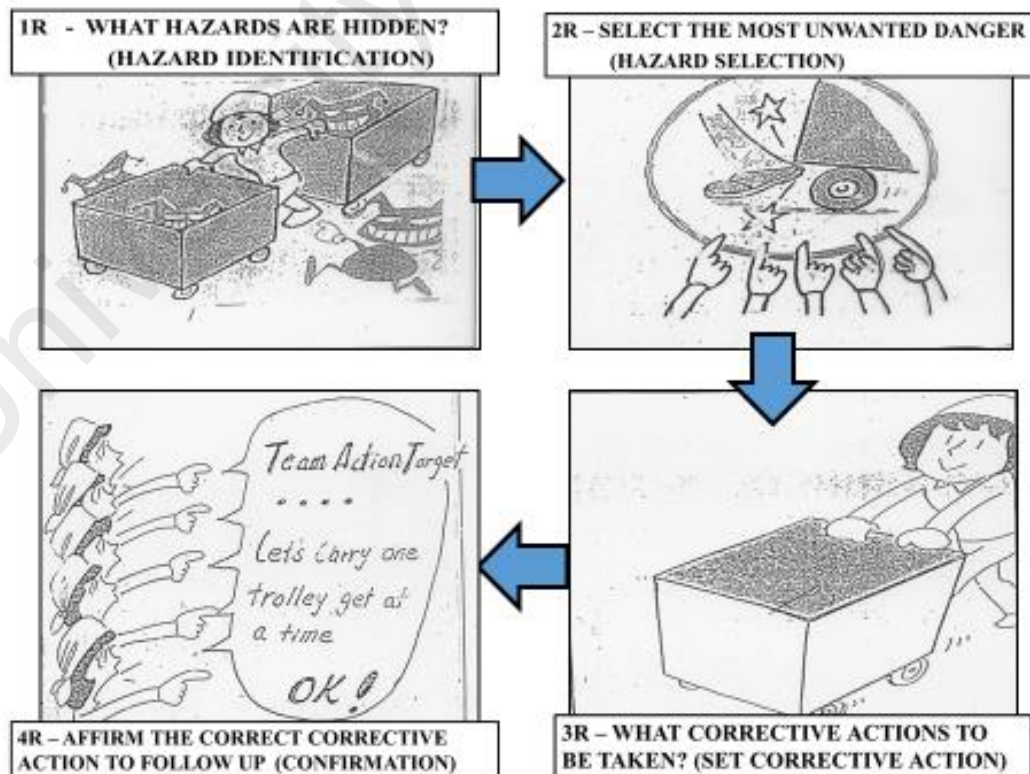 1R - WHAT HAZARDS ARE HIDDEN?
(HAZARD IDENTIFICATION)
2R – SELECT THE MOST UNWANTED DANGER
(HAZARD SELECTION)
Team Action Target
. . . .
Let's Carry one
trolley get at
a time
OK!
4R – AFFIRM THE CORRECT CORRECTIVE
ACTION TO FOLLOW UP (CONFIRMATION)
3R – WHAT CORRECTIVE ACTIONS TO
BE TAKEN? (SET CORRECTIVE ACTION)